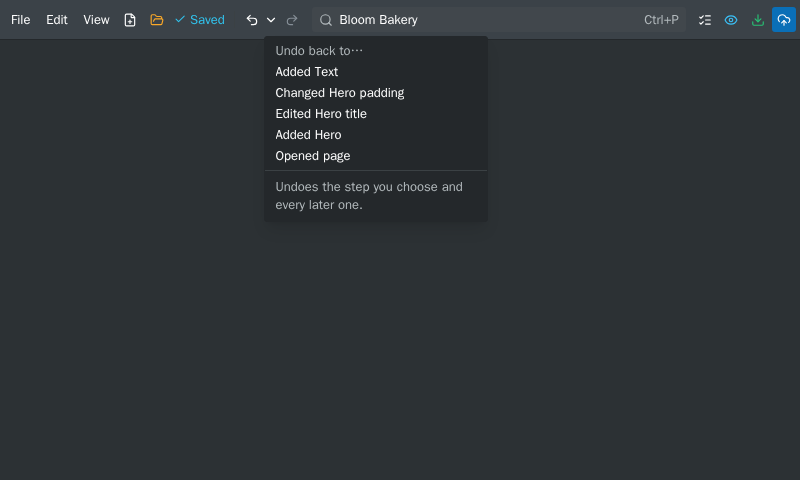 File Edit View Saved Bloom Bakery Ctrl+P
Undo back to···
Added Text
Changed Hero padding
Edited Hero title
Added Hero
Opened page
Undoes the step you choose and
every later one.